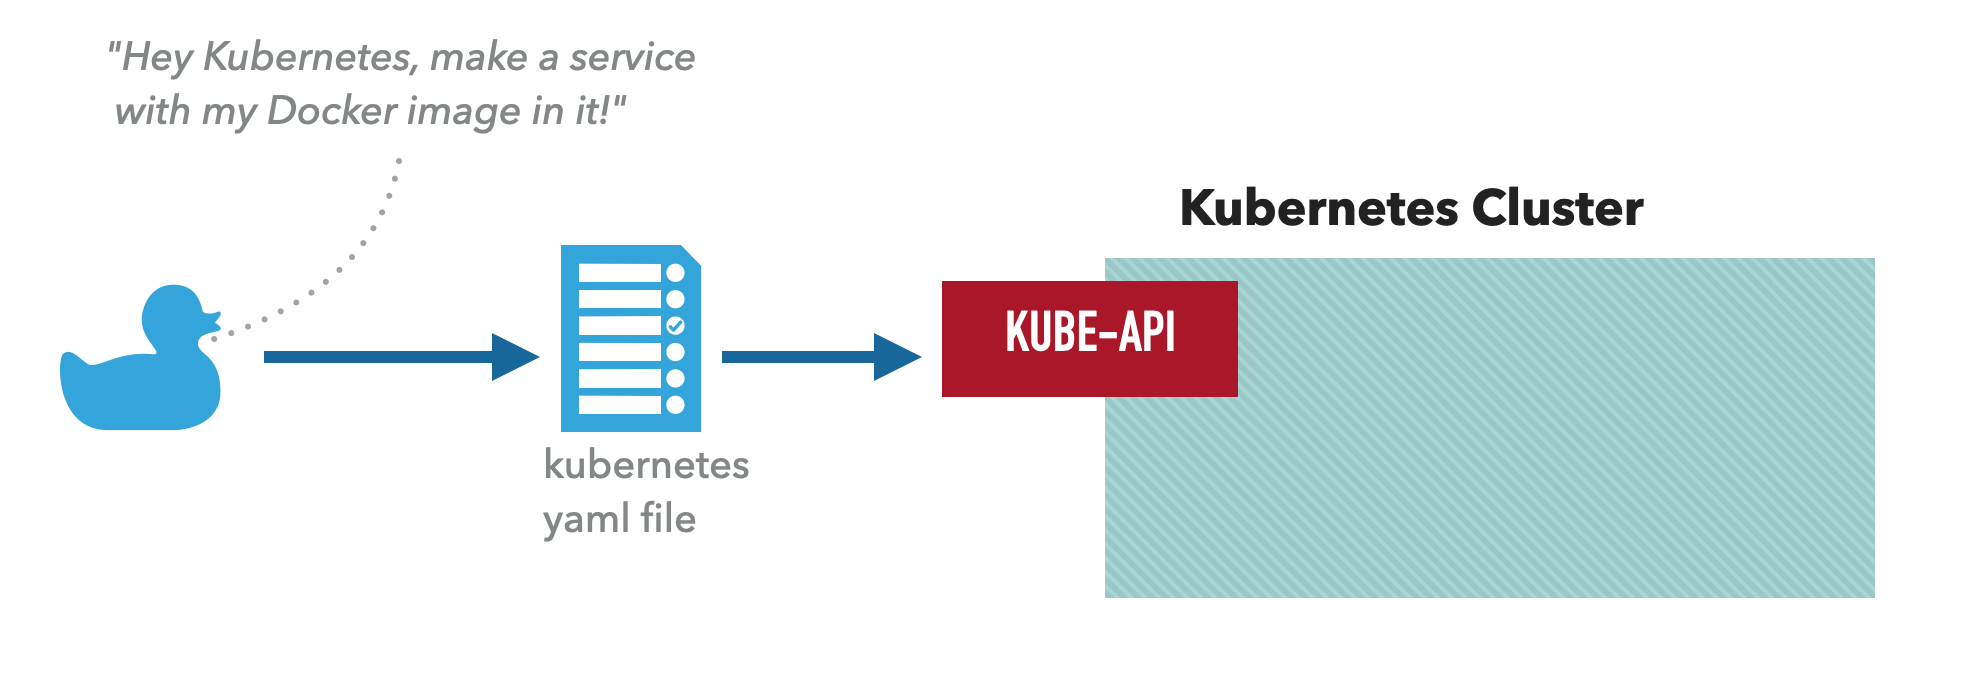 "Hey Kubernetes, make a service
with my Docker image in it!"
Kubernetes Cluster
KUBE-API
kubernetes
yaml file